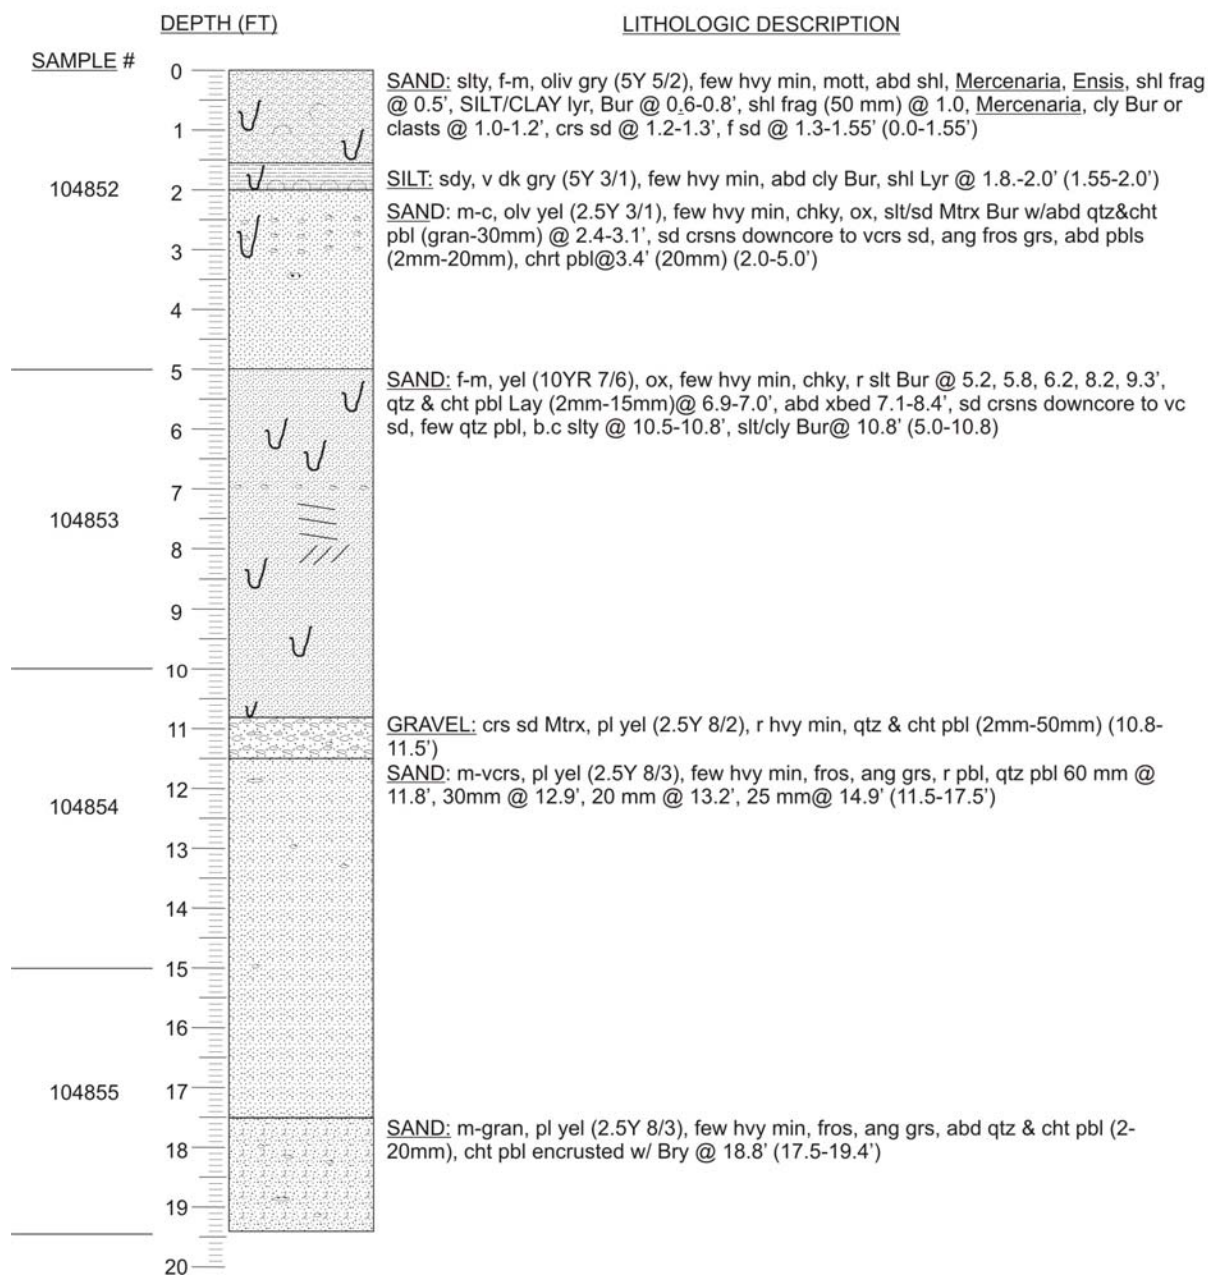 DEPTH (FT)
LITHOLOGIC DESCRIPTION
SAMPLE #
0
SAND: slty, f-m, oliv gry (5Y 5/2), few hvy min, mott, abd shl, Mercenaria, Ensis, shl frag
@ 0.5', SILT/CLAY lyr, Bur @ 0.6-0.8', shl frag (50 mm) @ 1.0, Mercenaria, cly Bur or
clasts @ 1.0-1.2', crs sd @ 1.2-1.3', f sd @ 1.3-1.55' (0.0-1.55')
1
104852
SILT: sdy, v dk gry (5Y 3/1), few hvy min, abd cly Bur, shl Lyr @ 1.8.-2.0' (1.55-2.0')
2
SAND: m-c, olv yel (2.5Y 3/1), few hvy min, chky, ox, slt/sd Mtrx Bur w/abd qtz&cht
pbl (gran-30mm) @ 2.4-3.1', sd crsns downcore to vcrs sd, ang fros grs, abd pbls
(2mm-20mm), chrt pbl@3.4' (20mm) (2.0-5.0')
3
4
5
SAND: f-m, yel (10YR 7/6), ox, few hvy min, chky, r slt Bur @ 5.2, 5.8, 6.2, 8.2, 9.3',
qtz & cht pbl Lay (2mm-15mm)@ 6.9-7.0', abd xbed 7.1-8.4', sd crsns downcore to vc
sd, few qtz pbl, b.c slty @ 10.5-10.8', slt/cly Bur@ 10.8' (5.0-10.8)
6
7
104853
8
9
10
11
GRAVEL: crs sd Mtrx, pl yel (2.5Y 8/2), r hvy min, qtz & cht pbl (2mm-50mm) (10.8-
11.5')
SAND: m-vcrs, pl yel (2.5Y 8/3), few hvy min, fros, ang grs, r pbl, qtz pbl 60 mm @
11.8', 30mm @ 12.9', 20 mm @ 13.2', 25 mm@ 14.9' (11.5-17.5')
12
104854
13
14
15
16
104855
17
SAND: m-gran, pl yel (2.5Y 8/3), few hvy min, fros, ang grs, abd qtz & cht pbl (2-
20mm), cht pbl encrusted w/ Bry @ 18.8' (17.5-19.4')
18
19
20